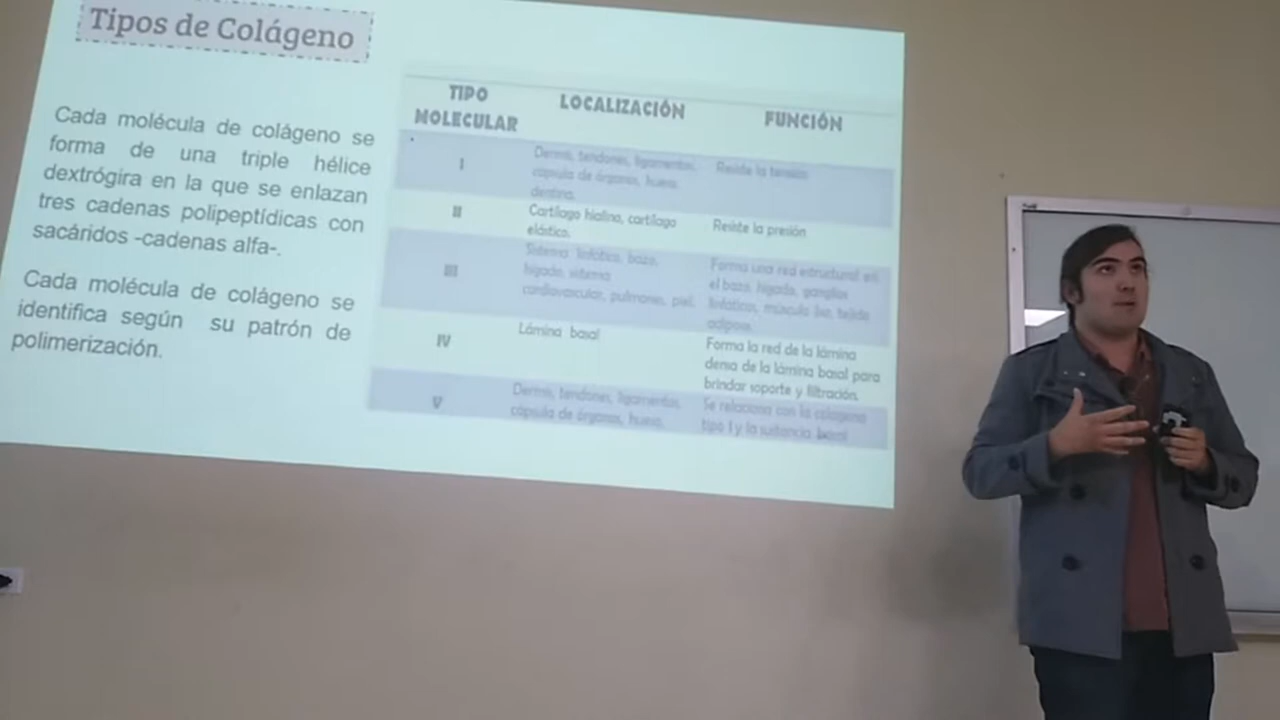 Tipos de Colágeno
Cada molécula de colágeno se
forma de una triple hélice
dextrógira en la que se enlazan
tres cadenas polipeptídicas con
sacáridos -cadenas alfa-.
Cada molécula de colágeno se
identifica según su patrón de
polimerización.
TIPO
MOLECULAR
LOCALIZACIÓN
FUNCIÓN
I
Dermis, tendones, ligamentos,
cápsula de órganos, hueso,
dentina.
Resiste la tensión
II
Cartílago hialino, cartílago
elástico.
Resiste la presión
III
Sistema linfático, bazo,
hígado, sistema
cardiovascular, pulmones, piel.
Forma una red estructural en
el bazo, hígado, ganglios
linfáticos, músculo liso, tejido
adiposo.
IV
Lámina basal
Forma la red de la lámina
densa de la lámina basal para
brindar soporte y filtración.
V
Dermis, tendones, ligamentos,
cápsula de órganos, hueso.
Se relaciona con la colágena
tipo I y la sustancia basal